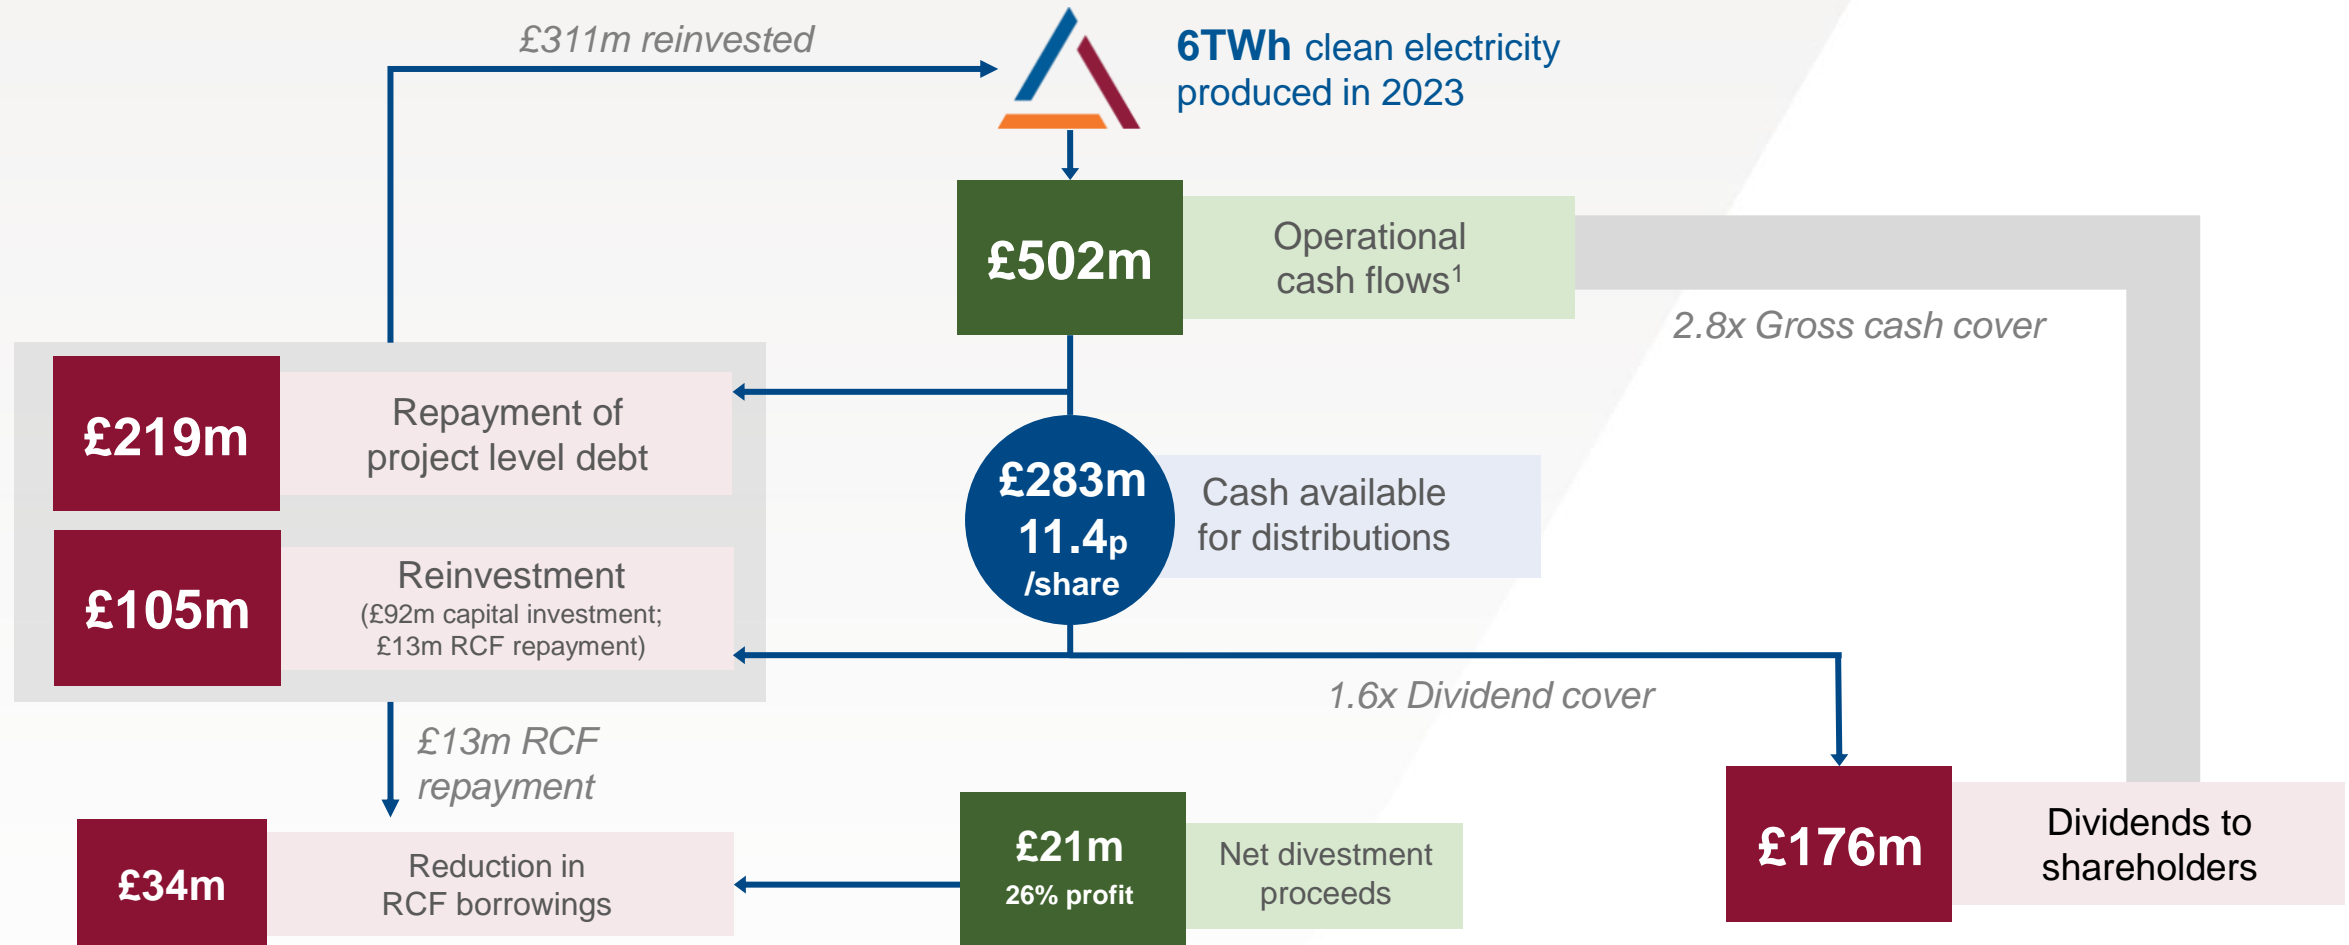 £311m reinvested
6TWh clean electricity
produced in 2023
£502m
Operational
cash flows¹
2.8x Gross cash cover
£219m
Repayment of
project level debt
£283m
11.4p
/share
Cash available
for distributions
£105m
Reinvestment
(£92m capital investment;
£13m RCF repayment)
1.6x Dividend cover
£13m RCF
repayment
£34m
Reduction in
RCF borrowings
£21m
26% profit
Net divestment
proceeds
£176m
Dividends to
shareholders